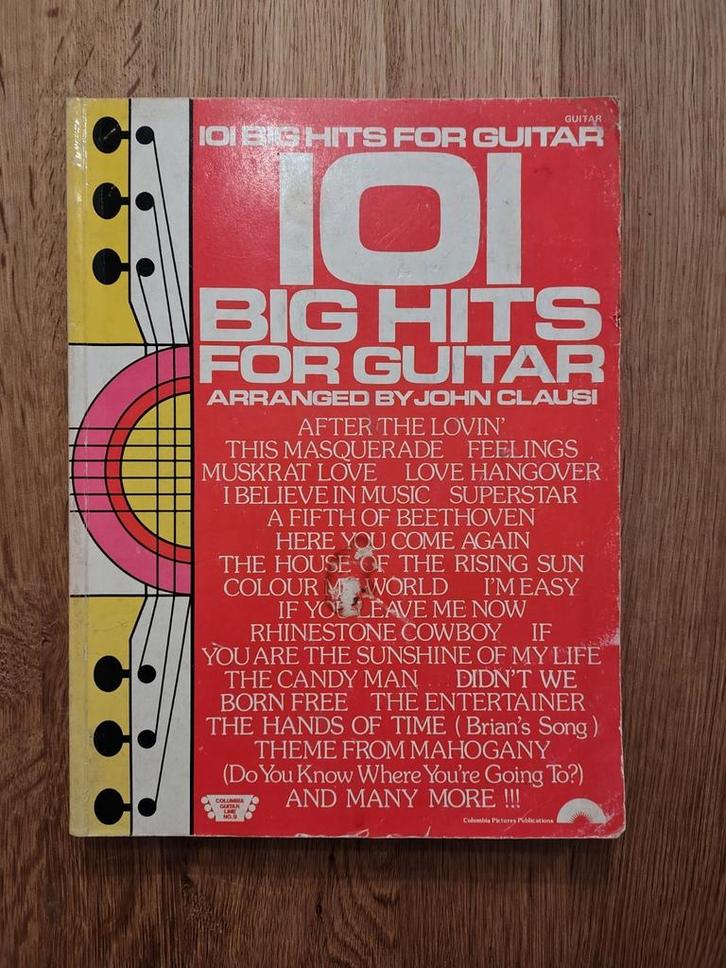 GUITAR
101 BIG HITS FOR GUITAR
101
BIG HITS
FOR GUITAR
ARRANGED BY JOHN CLAUSI
AFTER THE LOVIN'
THIS MASQUERADE FEELINGS
MUSKRAT LOVE LOVE HANGOVER
I BELIEVE IN MUSIC SUPERSTAR
A FIFTH OF BEETHOVEN
HERE YOU COME AGAIN
THE HOUSE OF THE RISING SUN
COLOUR MY WORLD I'M EASY
IF YOU LEAVE ME NOW
RHINESTONE COWBOY IF
YOU ARE THE SUNSHINE OF MY LIFE
THE CANDY MAN DIDN'T WE
BORN FREE THE ENTERTAINER
THE HANDS OF TIME (Brian's Song)
THEME FROM MAHOGANY
(Do You Know Where You're Going To?)
AND MANY MORE !!!
COLUMBIA
GUITAR
LINE
NO. 9
Columbia Pictures Publications